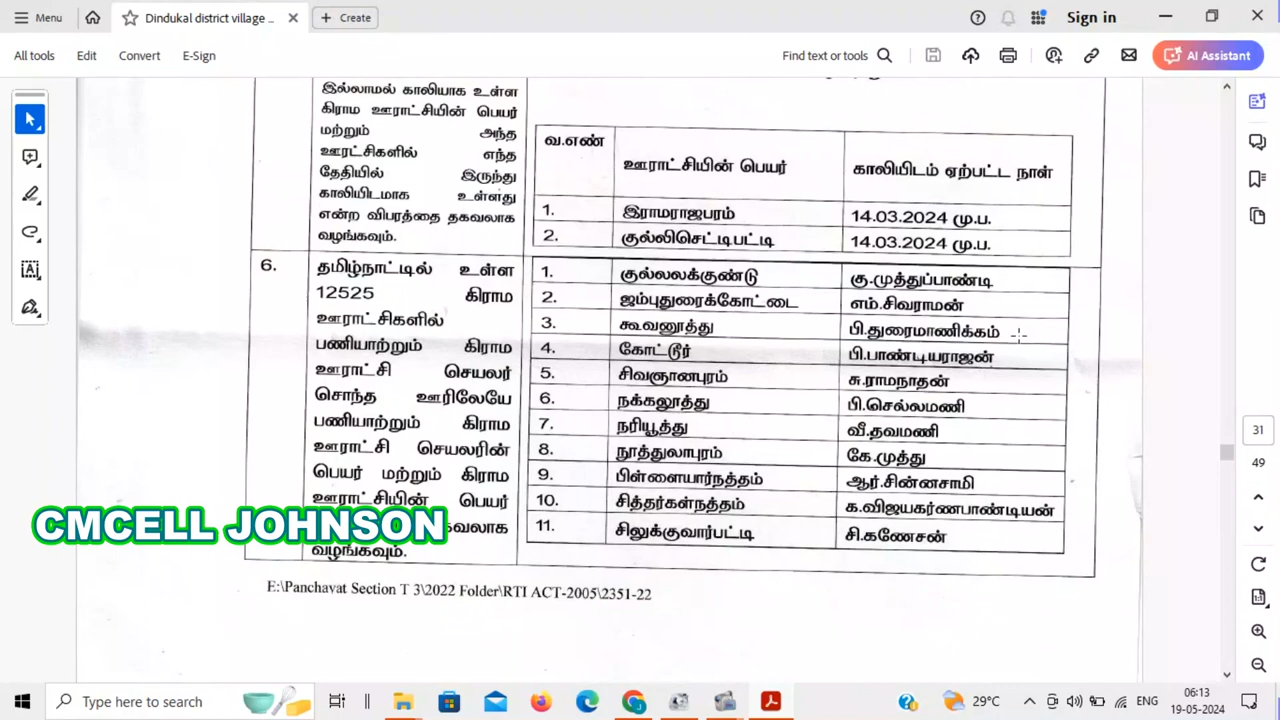 Menu
Dindukal district village ...
Create
Sign in
All tools
Edit
Convert
E-Sign
Find text or tools
AI Assistant
இல்லாமல் காலியாக உள்ள
கிராம ஊராட்சியின் பெயர்
மற்றும் அந்த
ஊரட்சிகளில் எந்த
தேதியில் இருந்து
காலியிடமாக உள்ளது
என்ற விபரத்தை தகவலாக
வழங்கவும்.
வ.எண் ஊராட்சியின் பெயர் காலியிடம் ஏற்பட்ட நாள்
1. இராமராஜபரம் 14.03.2024 மு.ப.
2. குல்லிசெட்டிபட்டி 14.03.2024 மு.ப.
6.
தமிழ்நாட்டில் உள்ள
12525 கிராம
ஊராட்சிகளில்
பணியாற்றும் கிராம
ஊராட்சி செயலர்
சொந்த ஊரிலேயே
பணியாற்றும் கிராம
ஊராட்சி செயலரின்
பெயர் மற்றும் கிராம
ஊராட்சியின் பெயர்
வழங்கவும்.
1. குல்லலக்குண்டு கு.முத்துப்பாண்டி
2. ஜம்புதுரைக்கோட்டை எம்.சிவராமன்
3. கூவனூத்து பி.துரைமாணிக்கம்
4. கோட்டூர் பி.பாண்டியராஜன்
5. சிவஞானபுரம் சு.ராமநாதன்
6. நக்கலூத்து பி.செல்லமணி
7. நரியூத்து வீ.தவமணி
8. நூத்துலாபுரம் கே.முத்து
9. பிள்ளையார்நத்தம் ஆர்.சின்னசாமி
10. சித்தர்கள்நத்தம் க.விஜயகர்ணபாண்டியன்
11. சிலுக்குவார்பட்டி சி.கணேசன்
CMCELL JOHNSON
E:\Panchayat Section T 3\2022 Folder\RTI ACT-2005\2351-22
31
49
Type here to search
29°C
ENG
06:13
19-05-2024